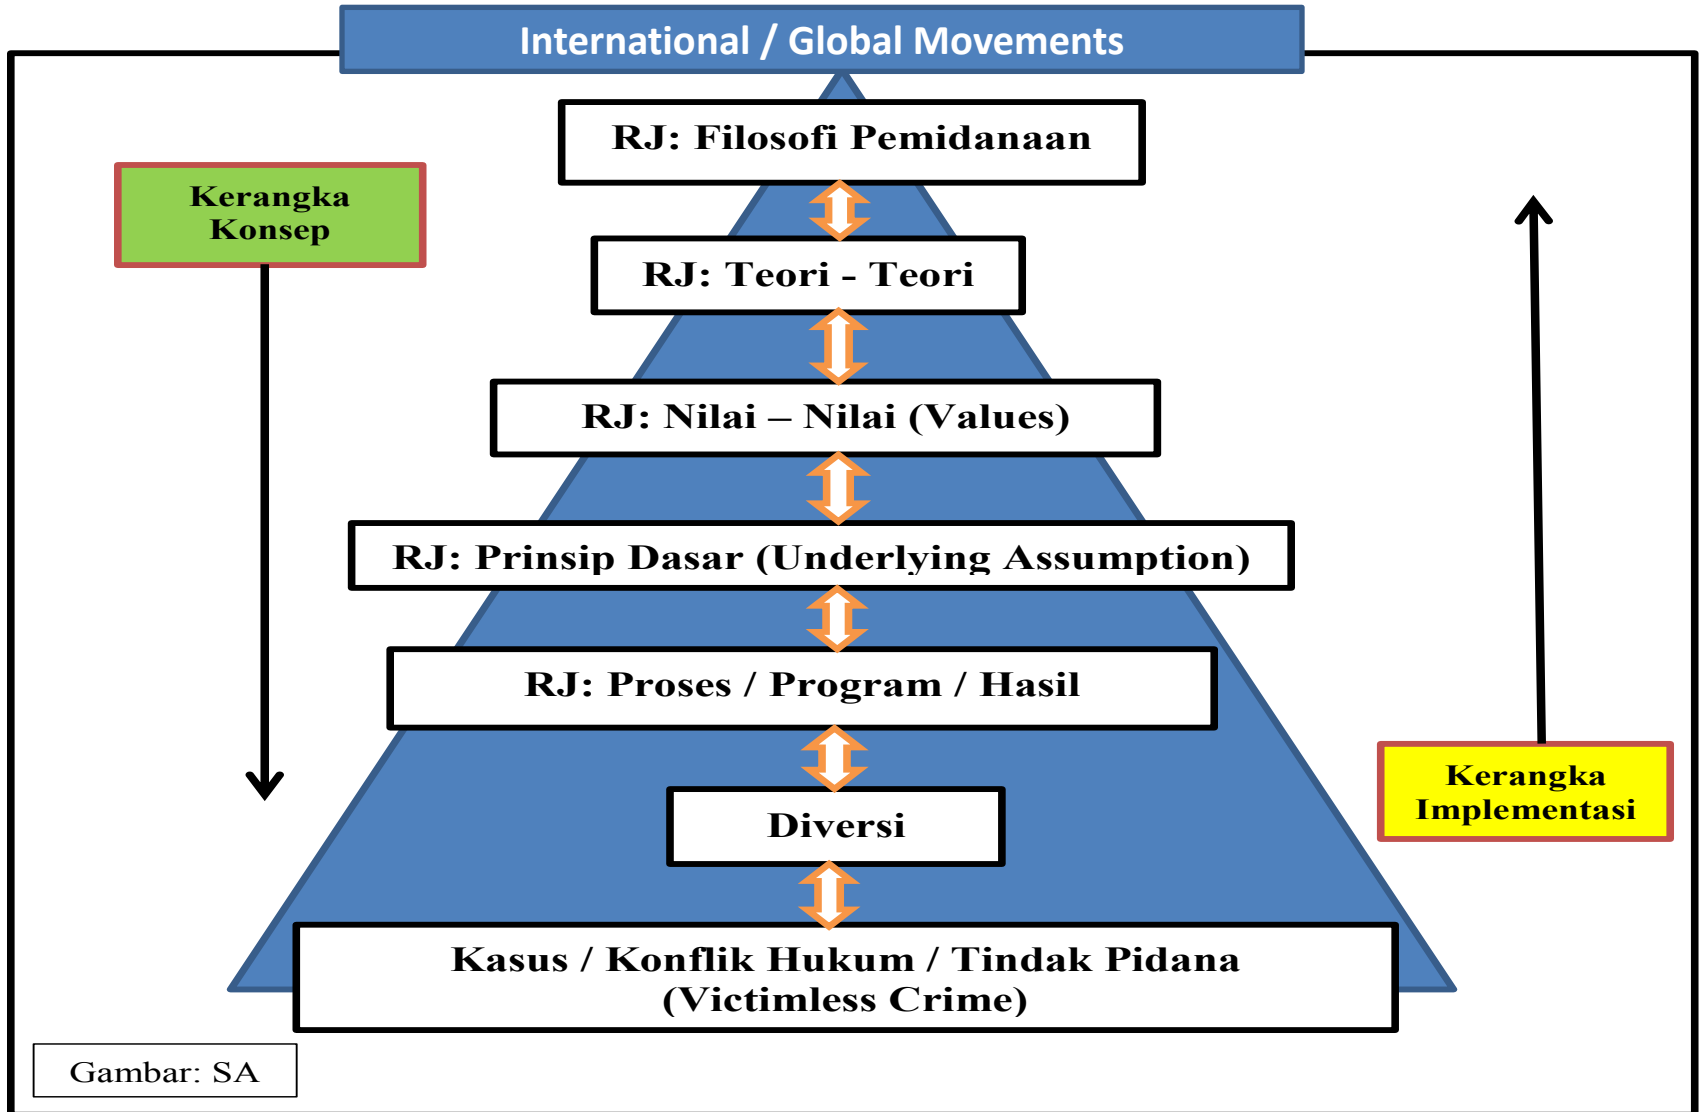 International / Global Movements
RJ: Filosofi Pemidanaan
Kerangka
Konsep
RJ: Teori - Teori
RJ: Nilai – Nilai (Values)
RJ: Prinsip Dasar (Underlying Assumption)
RJ: Proses / Program / Hasil
Kerangka
Implementasi
Diversi
Kasus / Konflik Hukum / Tindak Pidana
(Victimless Crime)
Gambar: SA